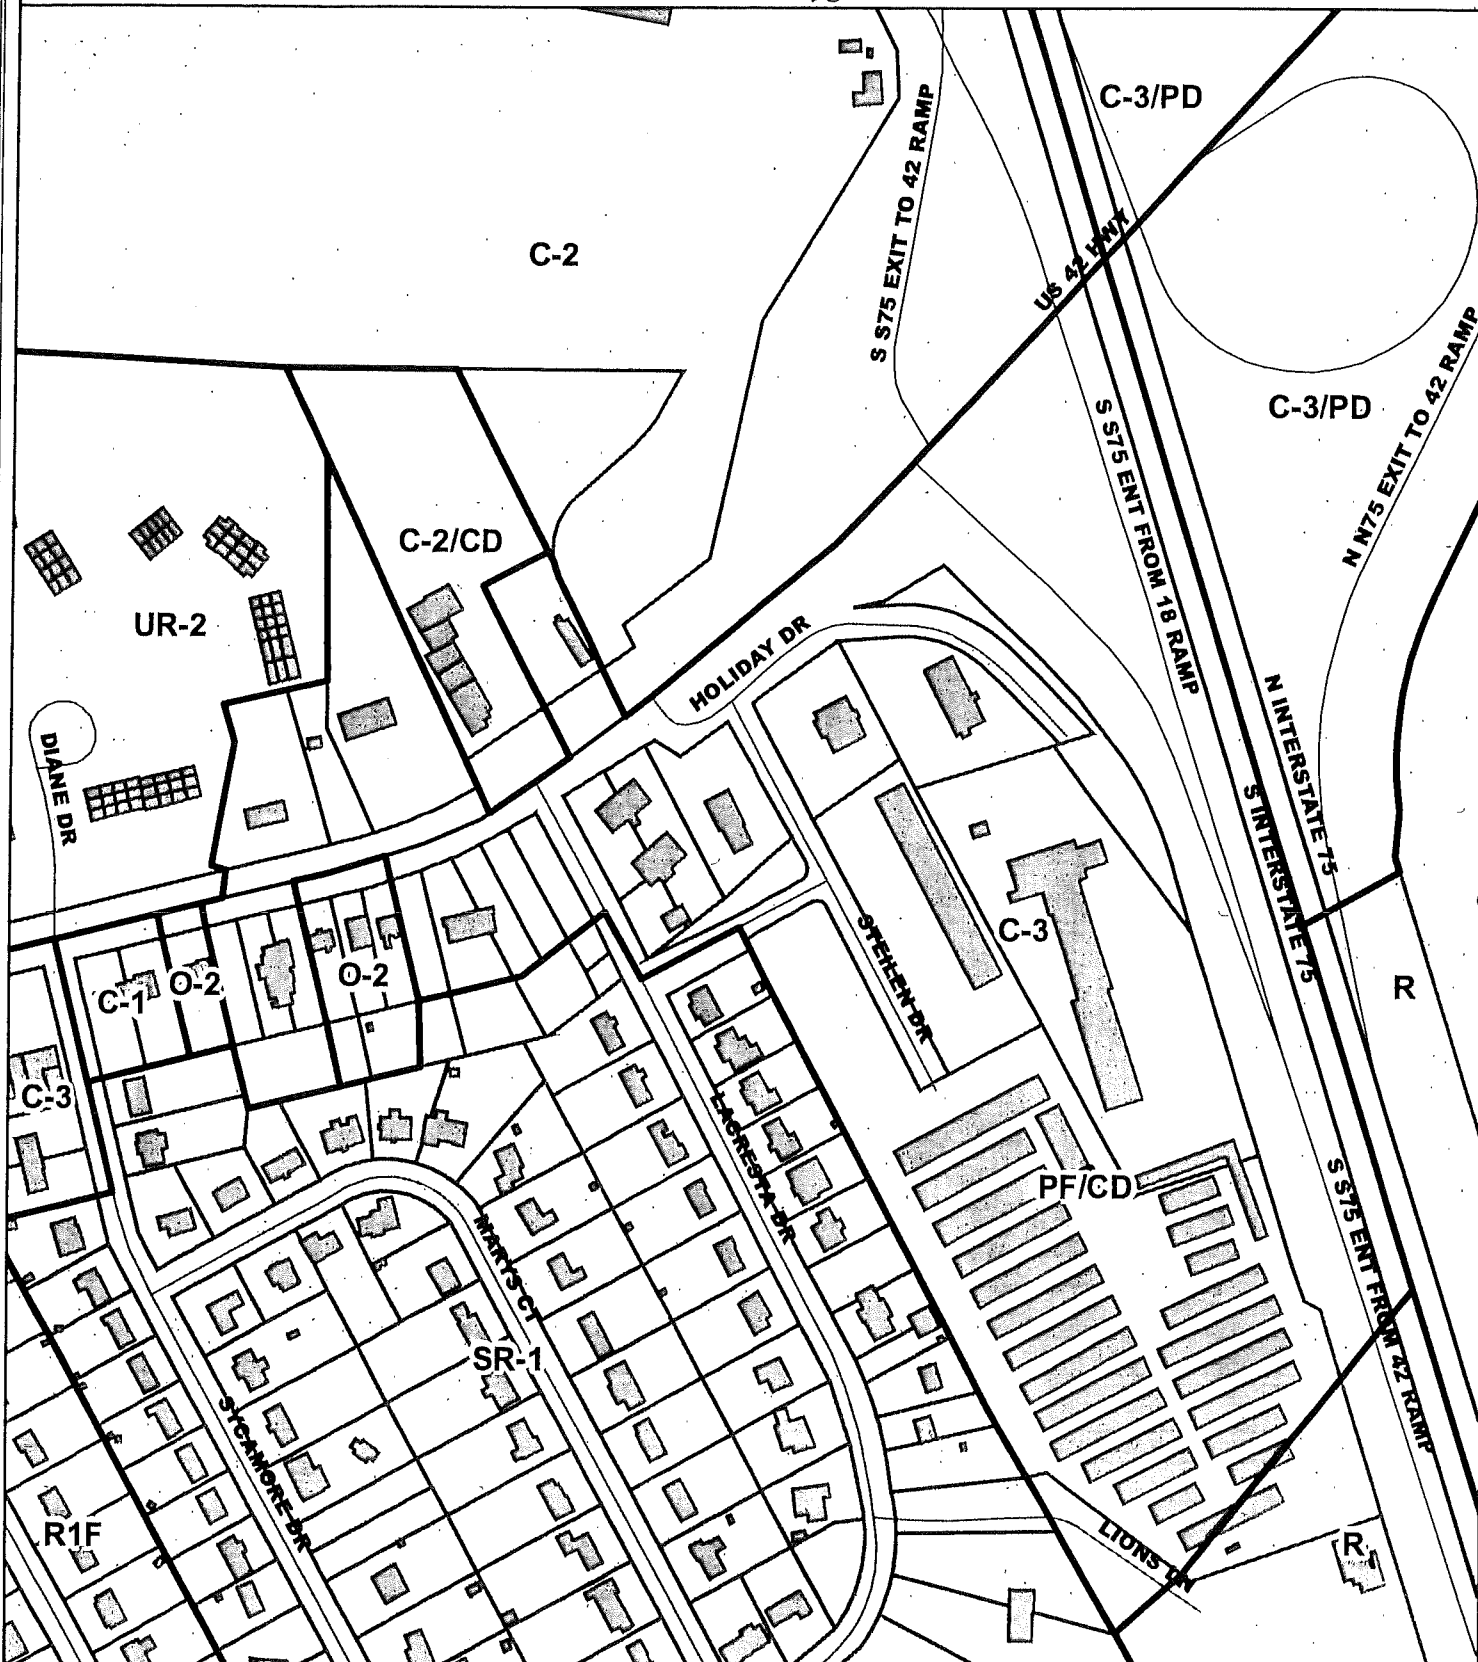 C-3/PD
S S75 EXIT TO 42 RAMP
US 42 HWY
C-2
C-3/PD
N N75 EXIT TO 42 RAMP
S S75 ENT FROM 18 RAMP
C-2/CD
UR-2
HOLIDAY DR
N INTERSTATE 75
S INTERSTATE 75
DIANE DR
STEILEN DR
C-3
O-2
O-2
C-1
R
C-3
LACRESTA DR
PF/CD
S S75 ENT FROM 42 RAMP
MARYS CT
SR-1
SYCAMORE DR
R1F
LIONS LN
R